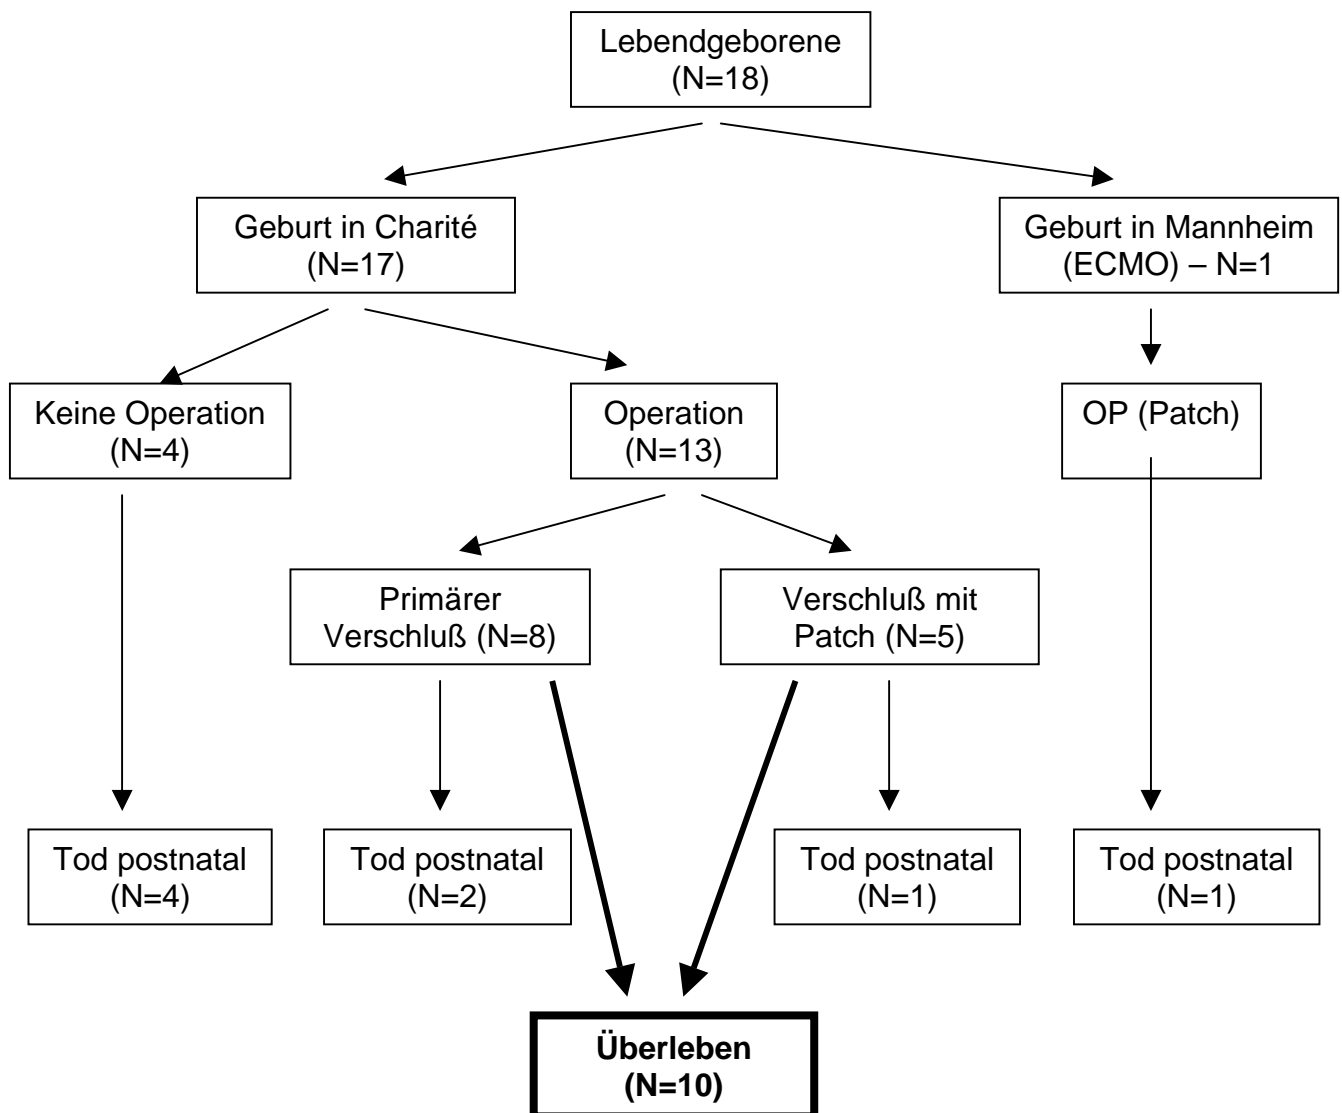 Lebendgeborene
(N=18)
Geburt in Charité
(N=17)
Geburt in Mannheim
(ECMO) – N=1
Keine Operation
(N=4)
Operation
(N=13)
OP (Patch)
Primärer
Verschluß (N=8)
Verschluß mit
Patch (N=5)
Tod postnatal
(N=4)
Tod postnatal
(N=2)
Tod postnatal
(N=1)
Tod postnatal
(N=1)
Überleben
(N=10)